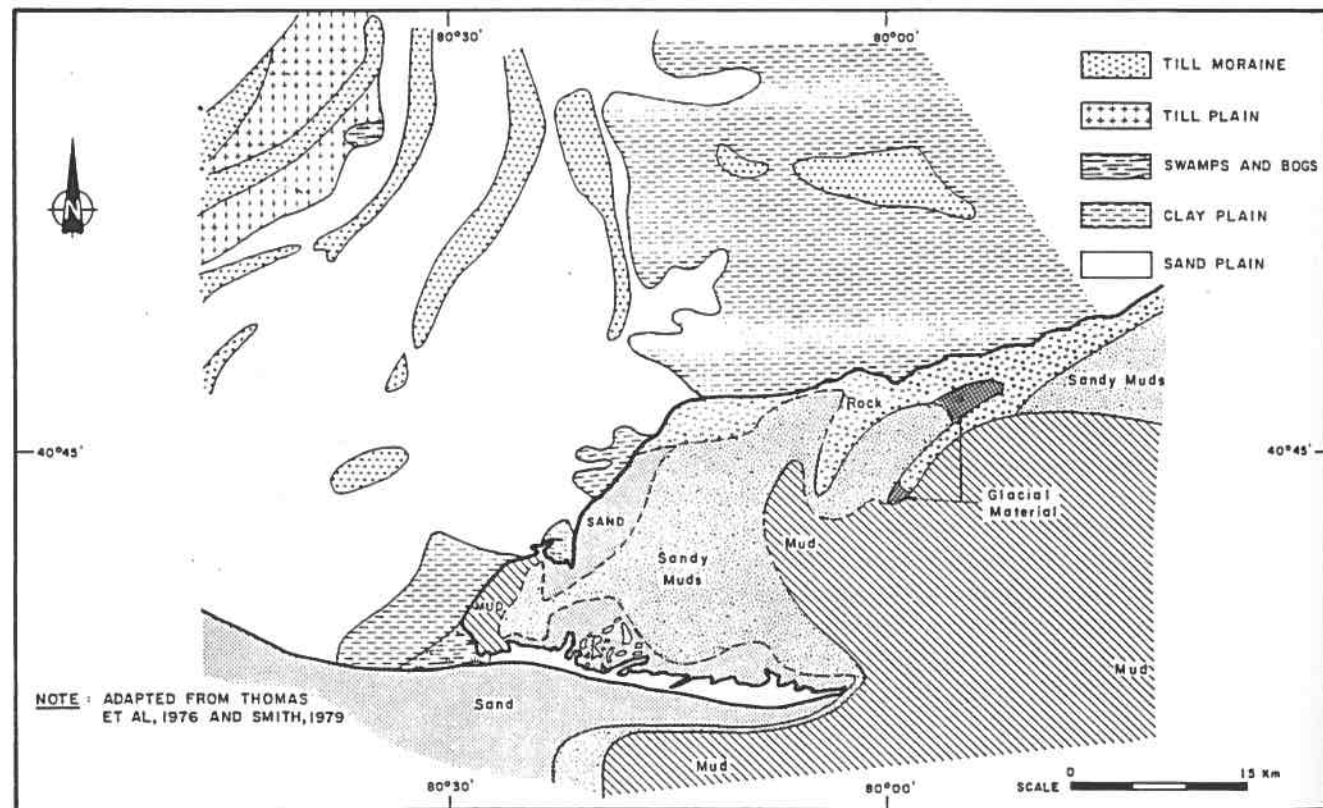 80°30'
80°00'
TILL MORAINE
TILL PLAIN
SWAMPS AND BOGS
CLAY PLAIN
SAND PLAIN
N
Sandy Muds
Rock
40°45'
40°45'
Glacial
Material
SAND
Mud
Sandy
Muds
MUD
Mud
NOTE : ADAPTED FROM THOMAS
ET AL, 1976 AND SMITH, 1979
Sand
Mud
80°30'
80°00'
SCALE
0
15 Km